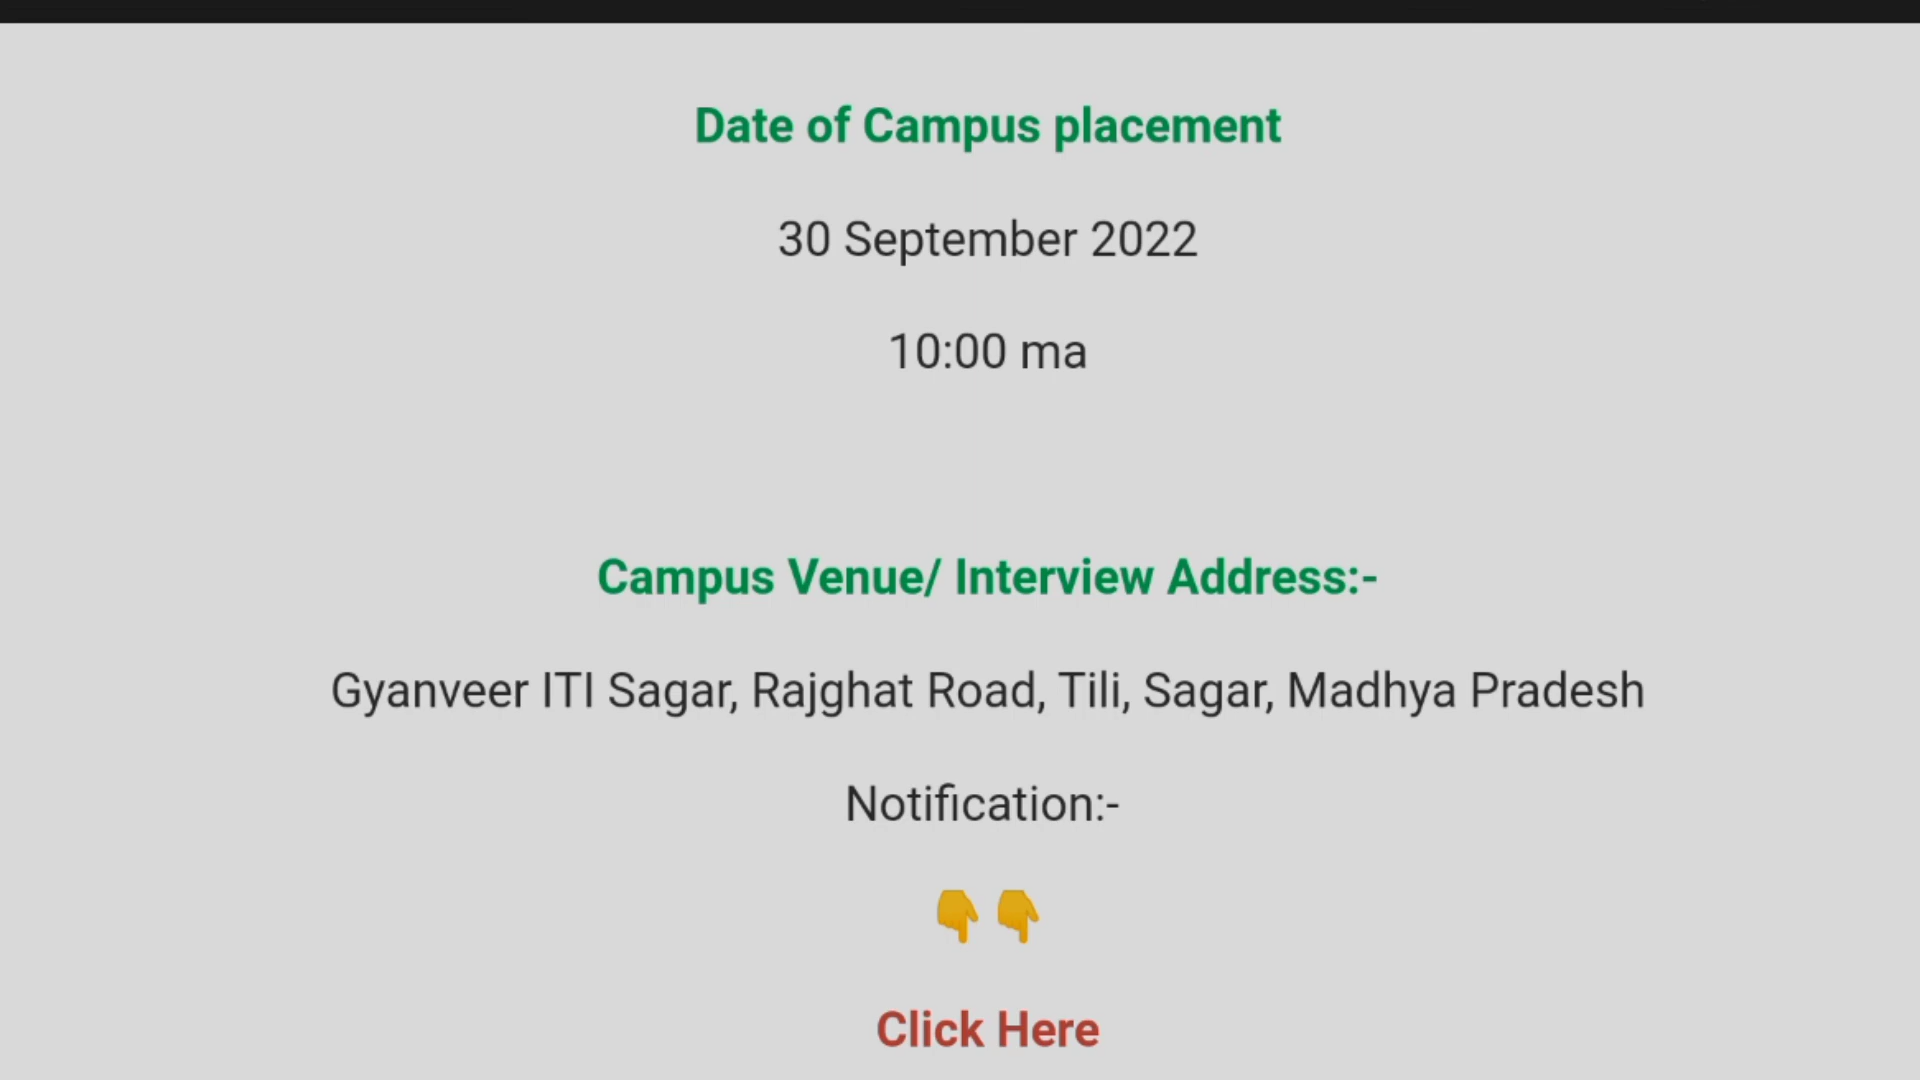 Date of Campus placement
30 September 2022
10:00 ma
Campus Venue/ Interview Address:-
Gyanveer ITI Sagar, Rajghat Road, Tili, Sagar, Madhya Pradesh
Notification:-
👇👇
Click Here